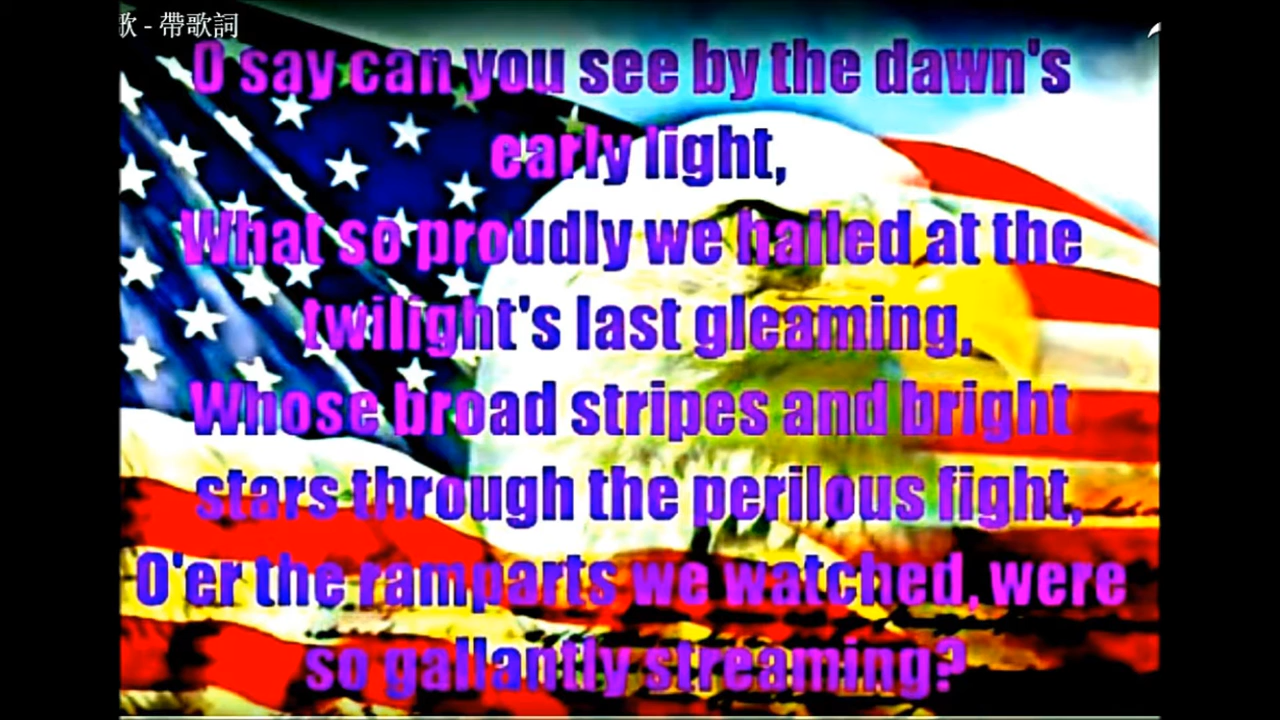 歌 - 帶歌詞
O say can you see by the dawn's
early light,
What so proudly we hailed at the
twilight's last gleaming,
Whose broad stripes and bright
stars through the perilous fight,
O'er the ramparts we watched, were
so gallantly streaming?